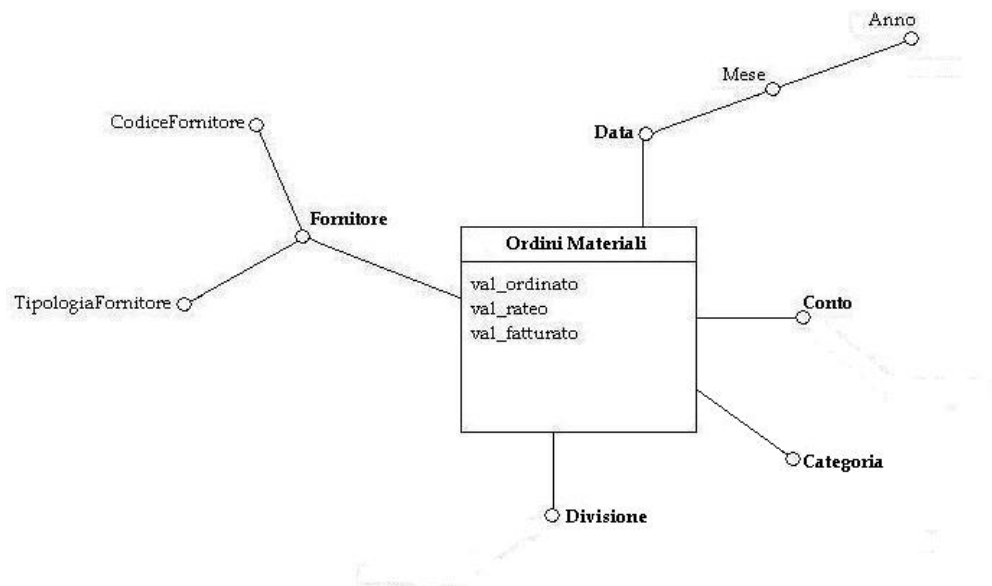 Anno
Mese
CodiceFornitore
Data
Fornitore
Ordini Materiali
val_ordinato
TipologiaFornitore
val_rateo
Conto
val_fatturato
Categoria
Divisione